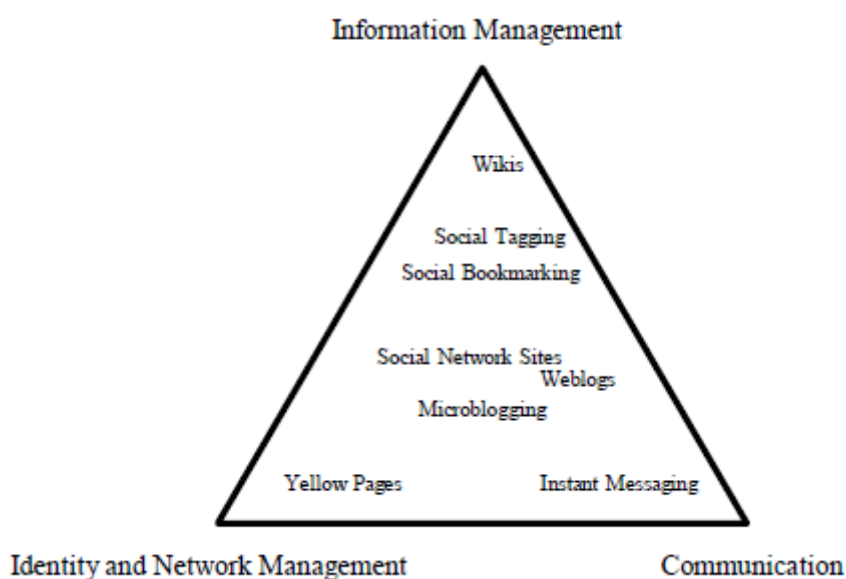 Information Management
Wikis
Social Tagging
Social Bookmarking
Social Network Sites
Weblogs
Microblogging
Yellow Pages
Instant Messaging
Identity and Network Management
Communication